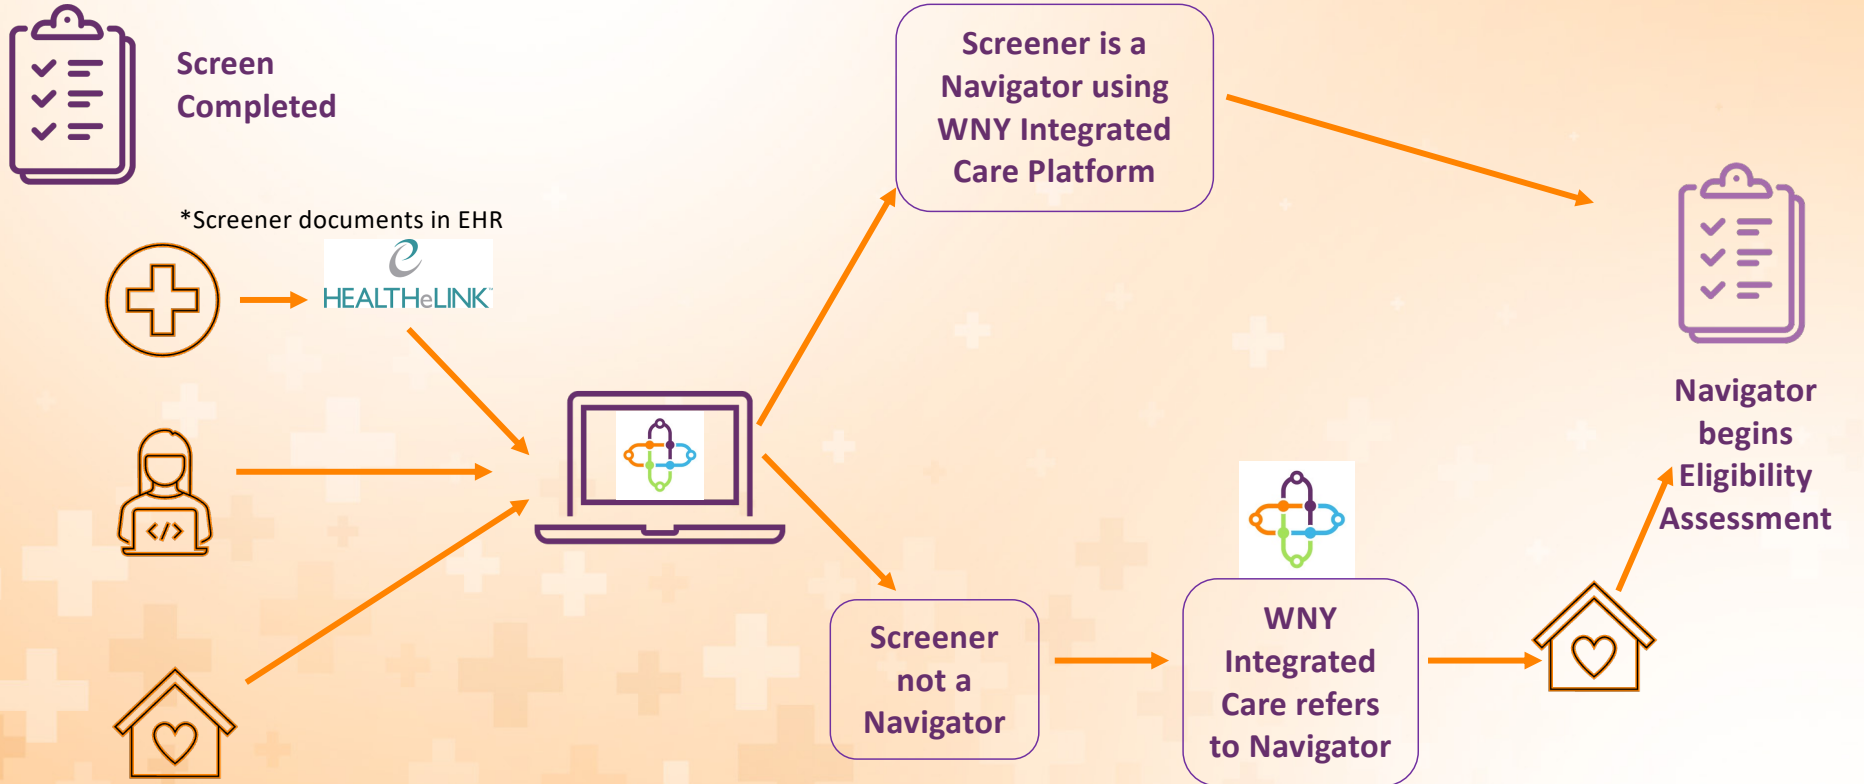 Screen
Completed
*Screener documents in EHR
HEALTHeLINK™
</>
Screener is a
Navigator using
WNY Integrated
Care Platform
Screener
not a
Navigator
WNY
Integrated
Care refers
to Navigator
Navigator
begins
Eligibility
Assessment